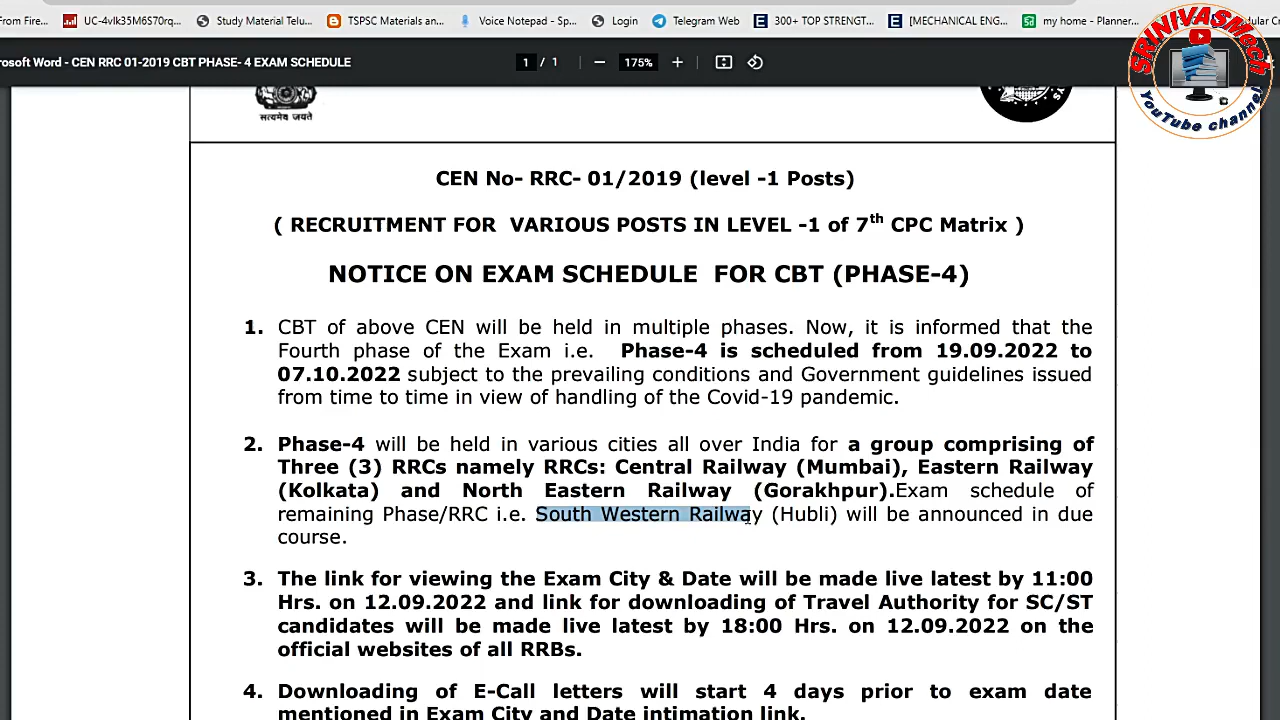 From Fire... UC-4vlk35M6S70rq... Study Material Telu... TSPSC Materials an... Voice Notepad - Sp... Login Telegram Web 300+ TOP STRENGT... [MECHANICAL ENG... my home - Planner...
rosoft Word - CEN RRC 01-2019 CBT PHASE- 4 EXAM SCHEDULE 1 / 1 175%
SRINIVASMech
YouTube channel
सत्यमेव जयते
CEN No- RRC- 01/2019 (level -1 Posts)
( RECRUITMENT FOR VARIOUS POSTS IN LEVEL -1 of 7th CPC Matrix )
NOTICE ON EXAM SCHEDULE FOR CBT (PHASE-4)
1. CBT of above CEN will be held in multiple phases. Now, it is informed that the
Fourth phase of the Exam i.e. Phase-4 is scheduled from 19.09.2022 to
07.10.2022 subject to the prevailing conditions and Government guidelines issued
from time to time in view of handling of the Covid-19 pandemic.
2. Phase-4 will be held in various cities all over India for a group comprising of
Three (3) RRCs namely RRCs: Central Railway (Mumbai), Eastern Railway
(Kolkata) and North Eastern Railway (Gorakhpur).Exam schedule of
remaining Phase/RRC i.e. South Western Railway (Hubli) will be announced in due
course.
3. The link for viewing the Exam City & Date will be made live latest by 11:00
Hrs. on 12.09.2022 and link for downloading of Travel Authority for SC/ST
candidates will be made live latest by 18:00 Hrs. on 12.09.2022 on the
official websites of all RRBs.
4. Downloading of E-Call letters will start 4 days prior to exam date
mentioned in Exam City and Date intimation link.